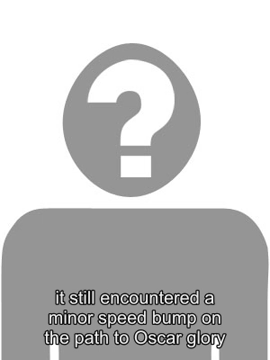 ?
it still encountered a
minor speed bump on
the path to Oscar glory